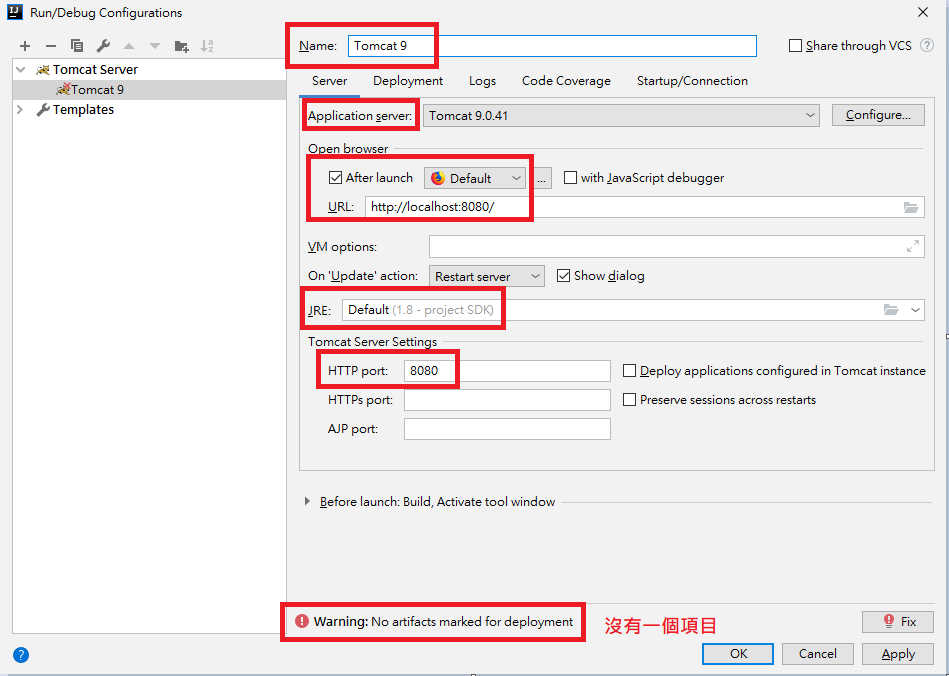 Run/Debug Configurations
Name: Tomcat 9
Share through VCS
Tomcat Server
Tomcat 9
Templates
Server Deployment Logs Code Coverage Startup/Connection
Application server: Tomcat 9.0.41 Configure...
Open browser
After launch Default ... with JavaScript debugger
URL: http://localhost:8080/
VM options:
On 'Update' action: Restart server Show dialog
JRE: Default (1.8 - project SDK)
Tomcat Server Settings
HTTP port: 8080 Deploy applications configured in Tomcat instance
HTTPs port: Preserve sessions across restarts
AJP port:
Before launch: Build, Activate tool window
Warning: No artifacts marked for deployment 沒有一個項目 Fix
OK Cancel Apply